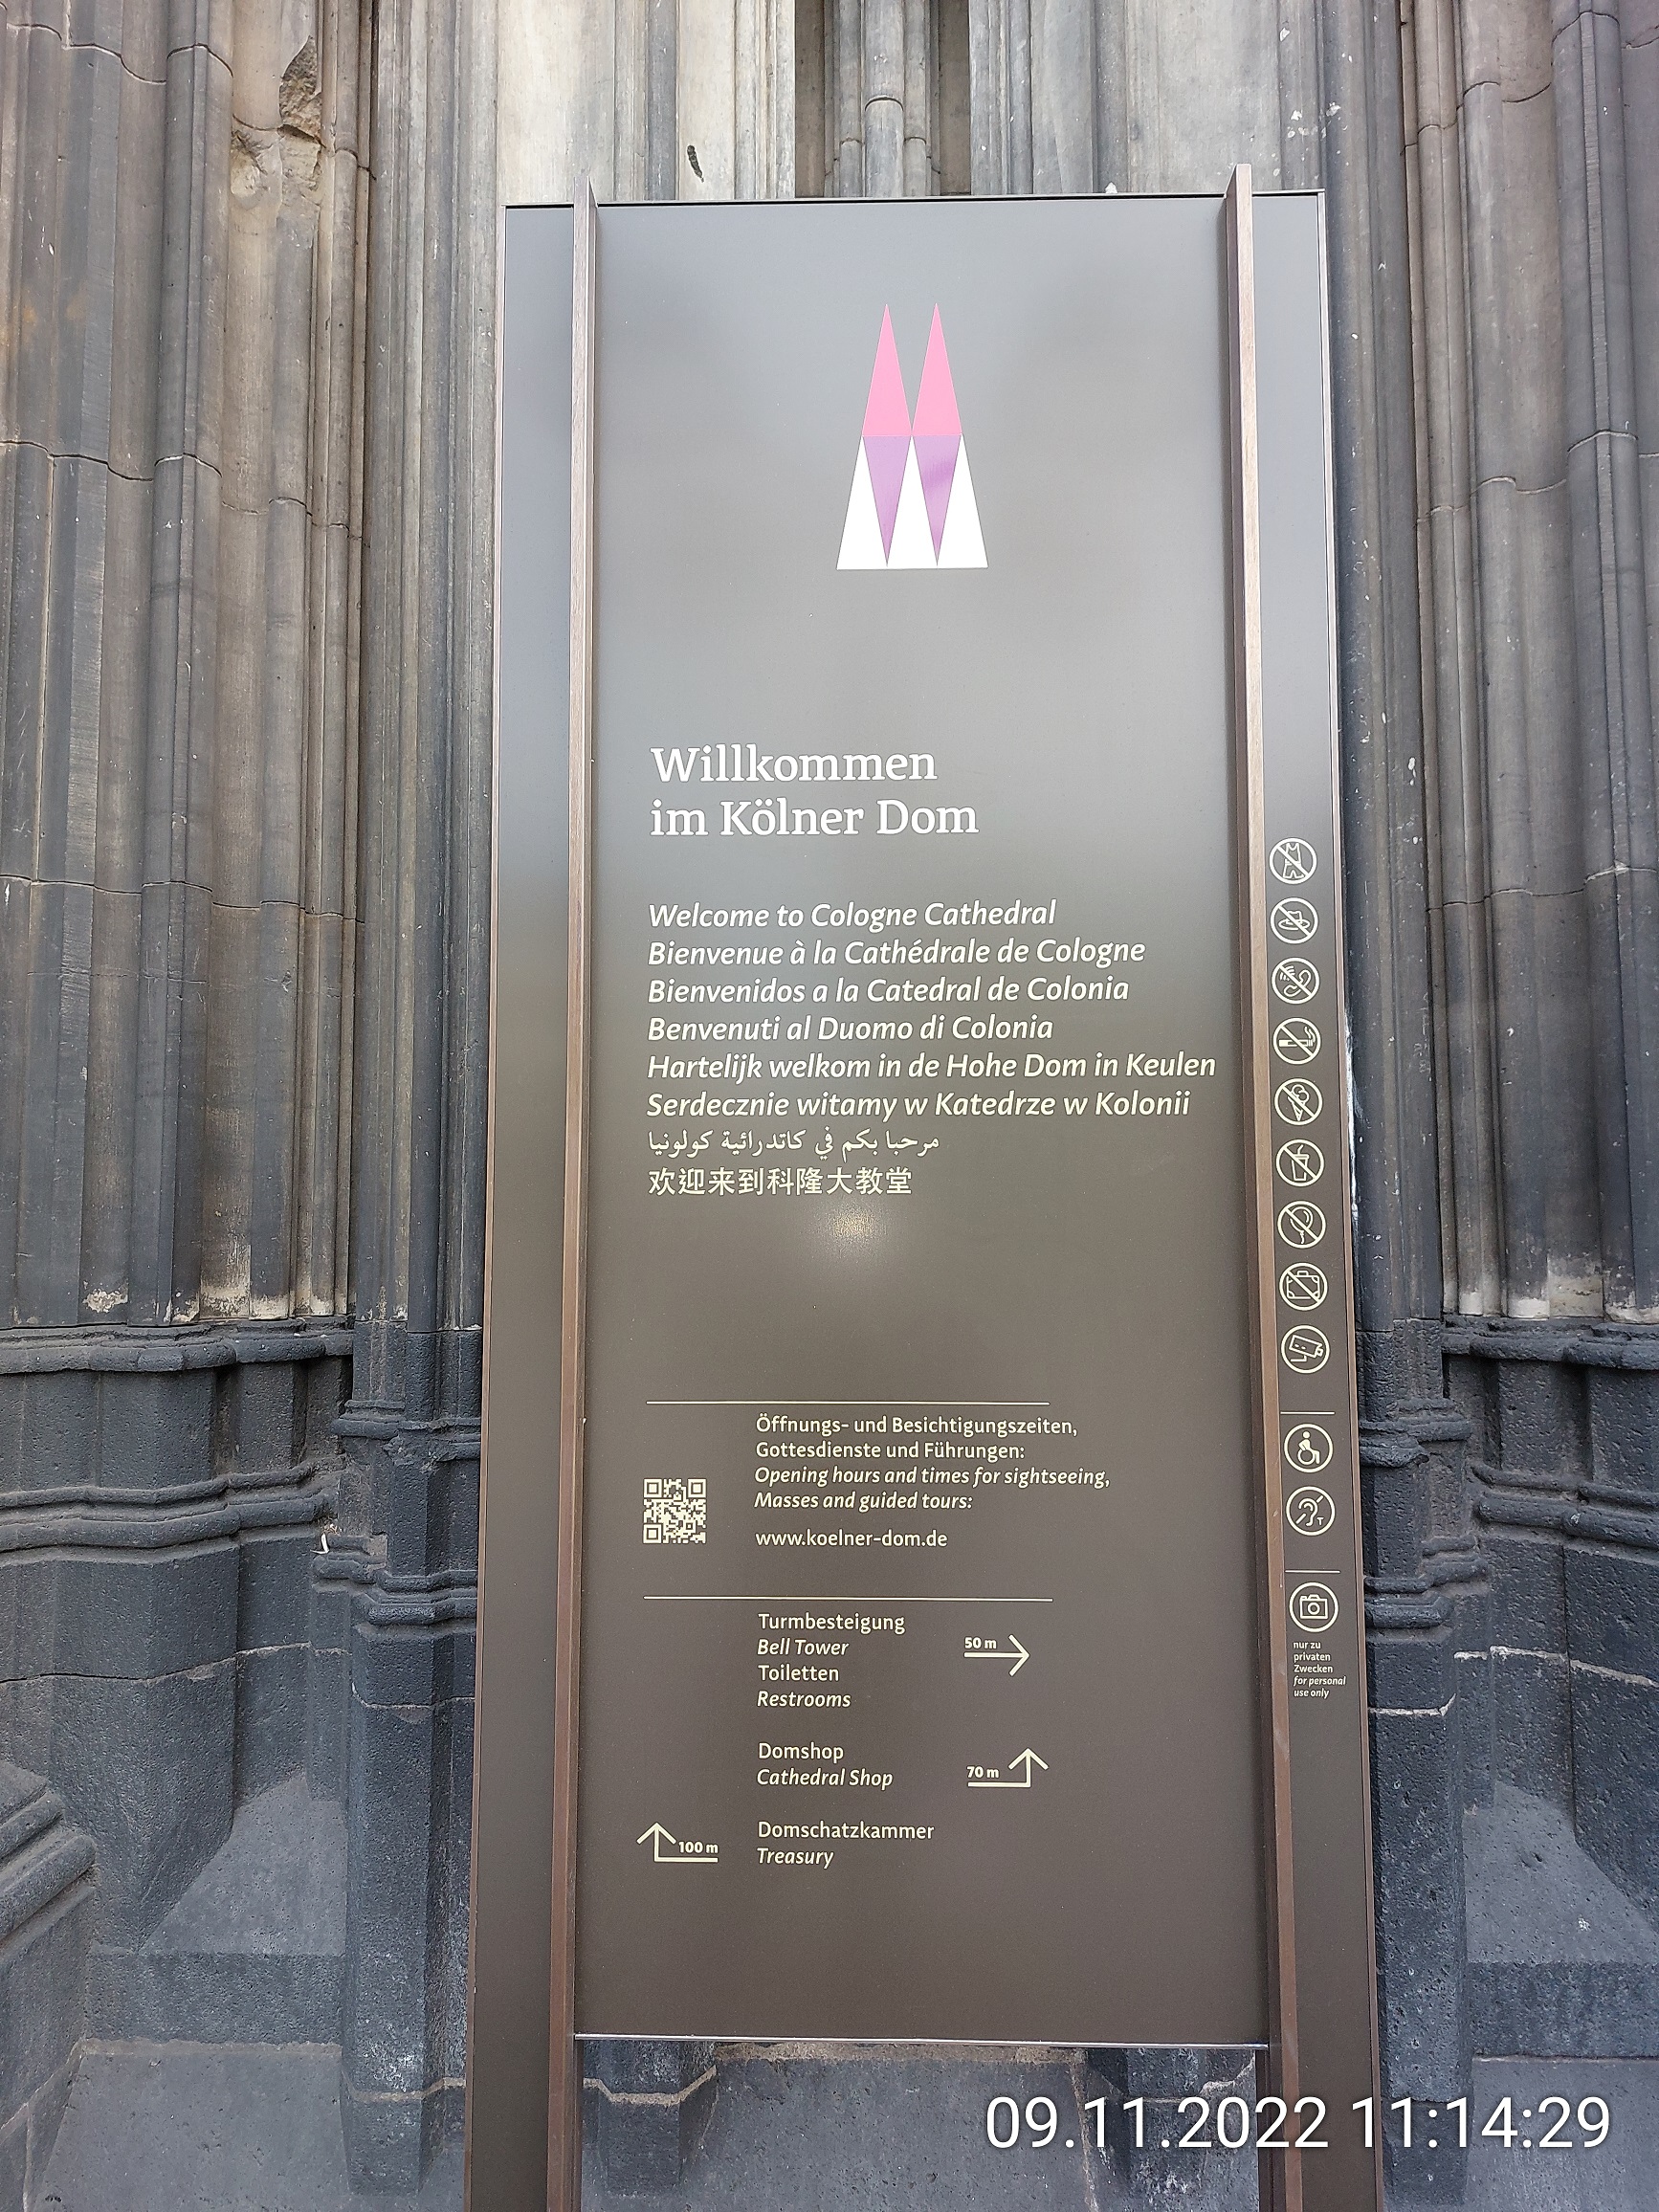 Willkommen
im Kölner Dom
Welcome to Cologne Cathedral
Bienvenue à la Cathédrale de Cologne
Bienvenidos a la Catedral de Colonia
Benvenuti al Duomo di Colonia
Hartelijk welkom in de Hohe Dom in Keulen
Serdecznie witamy w Katedrze w Kolonii
مرحبا بكم في كاتدرائية كولونيا
欢迎来到科隆大教堂
Öffnungs- und Besichtigungszeiten,
Gottesdienste und Führungen:
Opening hours and times for sightseeing,
Masses and guided tours:
www.koelner-dom.de
Turmbesteigung
Bell Tower
50 m
Toiletten
Restrooms
Domshop
Cathedral Shop
70 m
Domschatzkammer
100 m
Treasury
T
nur zu
privaten
Zwecken
for personal
use only
09.11.2022 11:14:29